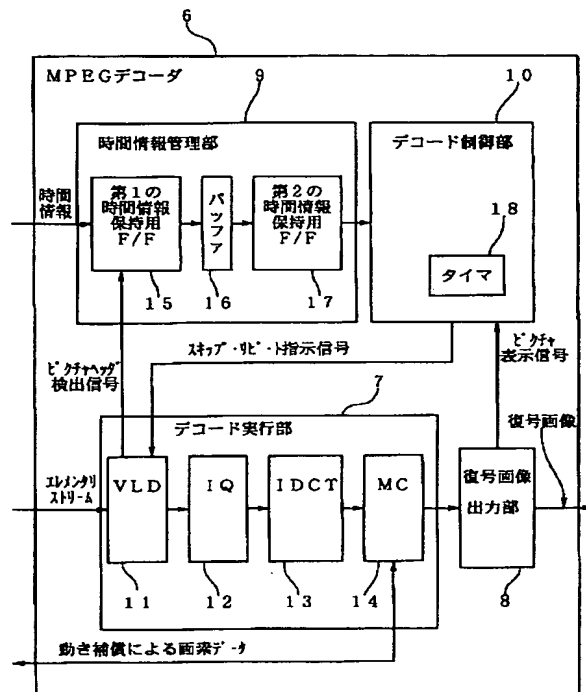 6
MPEGデコーダ
9
10
時間情報管理部
デコード制御部
時間
情報
第1の
時間情報
保持用
F/F
バッファ
第2の
時間情報
保持用
F/F
18
タイマ
15
16
17
スキップ・リピート指示信号
ピクチャ
表示信号
ピクチャヘッダ
検出信号
7
デコード実行部
復号画像
エレメンタリ
ストリーム
VLD
IQ
IDCT
MC
復号画像
出力部
11
12
13
14
8
動き補償による画素データ